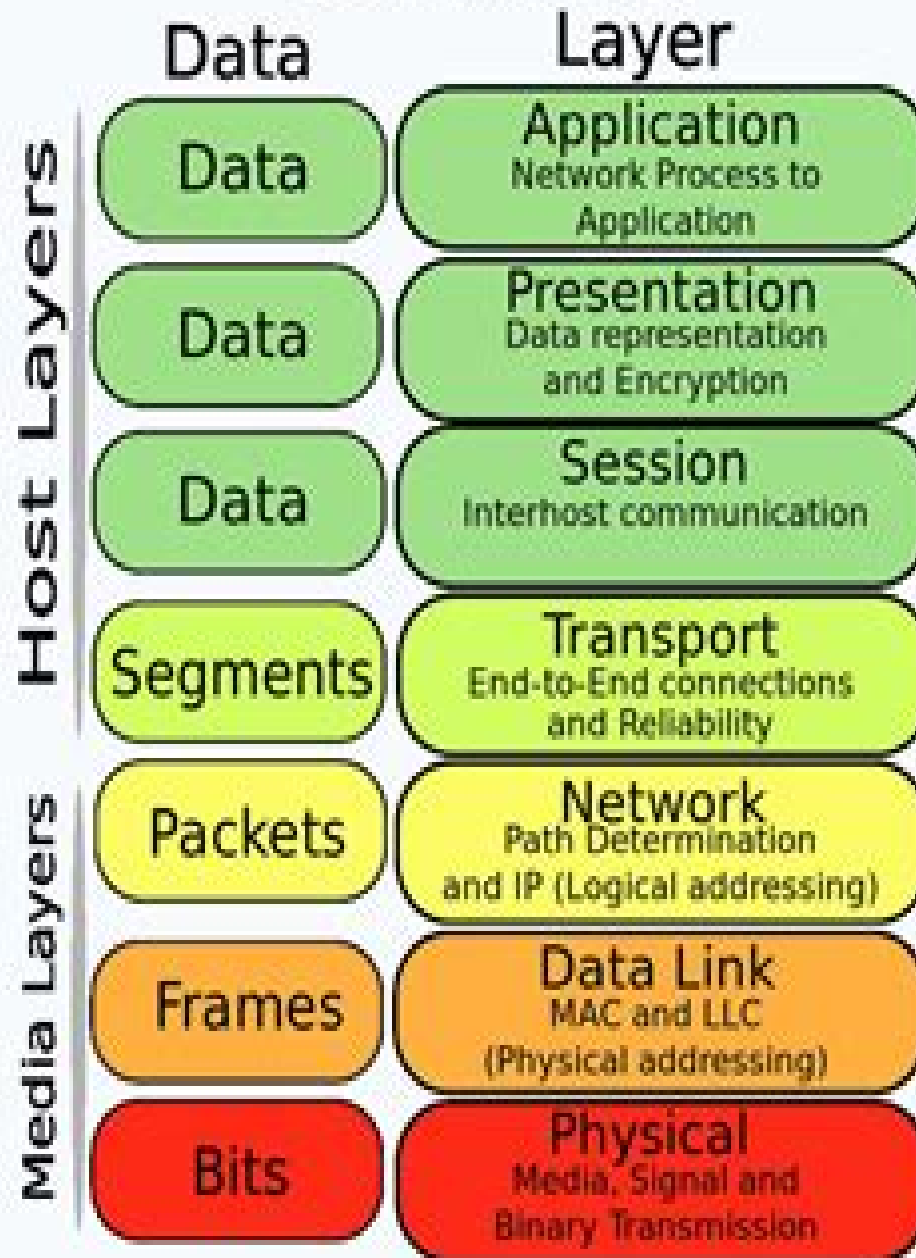 Data
Layer
Host Layers
Data
Application
Network Process to
Application
Data
Presentation
Data representation
and Encryption
Data
Session
Interhost communication
Segments
Transport
End-to-End connections
and Reliability
Media Layers
Packets
Network
Path Determination
and IP (Logical addressing)
Frames
Data Link
MAC and LLC
(Physical addressing)
Bits
Physical
Media, Signal and
Binary Transmission